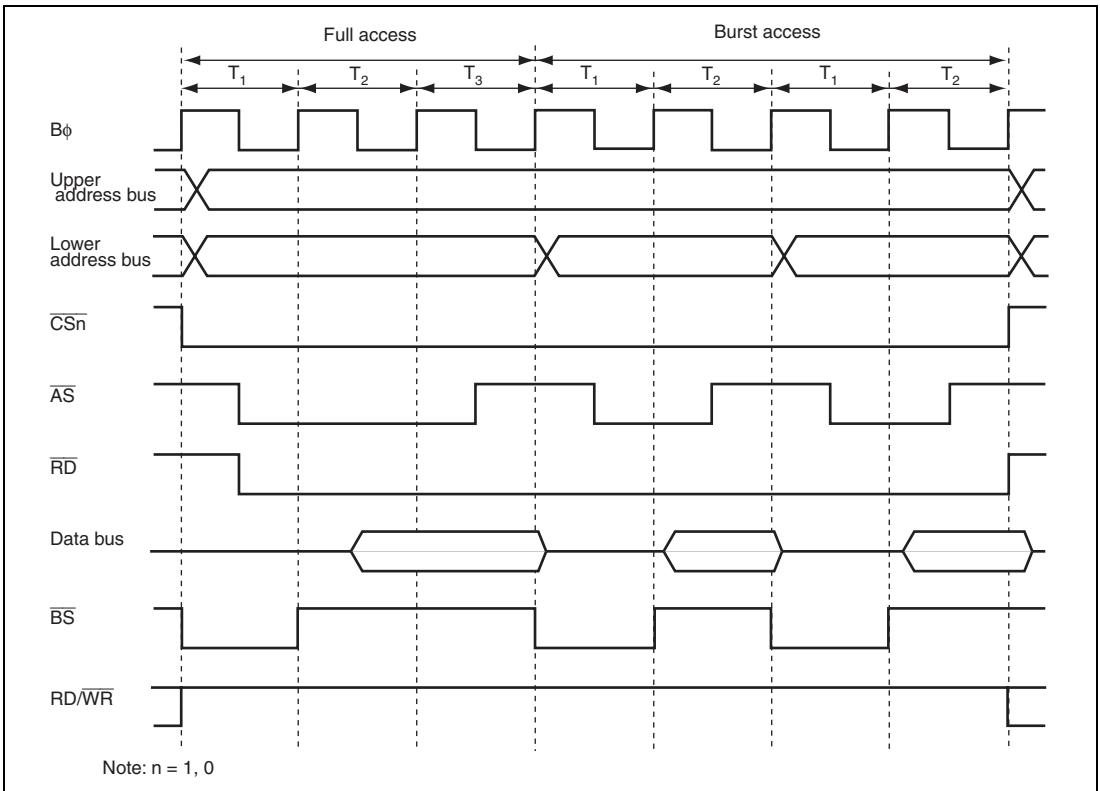 Full access
Burst access
T1
T2
T3
T1
T2
T1
T2
Bφ
Upper
address bus
Lower
address bus
CSn
AS
RD
Data bus
BS
RD/WR
Note: n = 1, 0